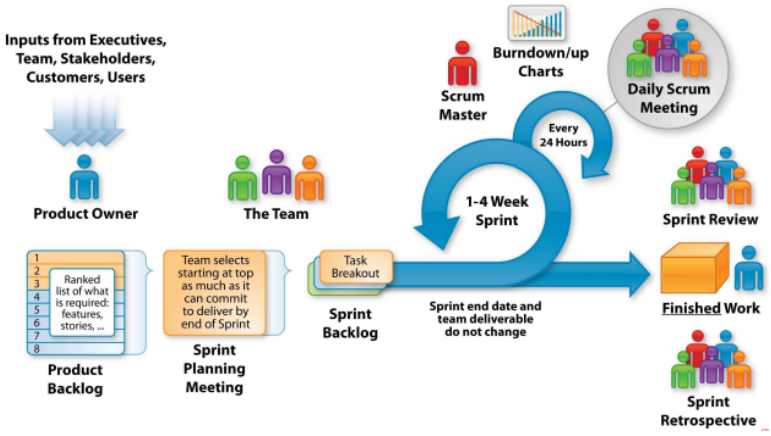 Inputs from Executives,
Team, Stakeholders,
Customers, Users
Product Owner
The Team
Scrum
Master
Burndown/up
Charts
Daily Scrum
Meeting
Every
24 Hours
1-4 Week
Sprint
Sprint Review
1
2
3
4
5
6
7
8
Ranked
list of what
is required:
features,
stories, ...
Product
Backlog
Team selects
starting at top
as much as it
can commit
to deliver by
end of Sprint
Sprint
Planning
Meeting
Task
Breakout
Sprint
Backlog
Sprint end date and
team deliverable
do not change
Finished Work
Sprint
Retrospective